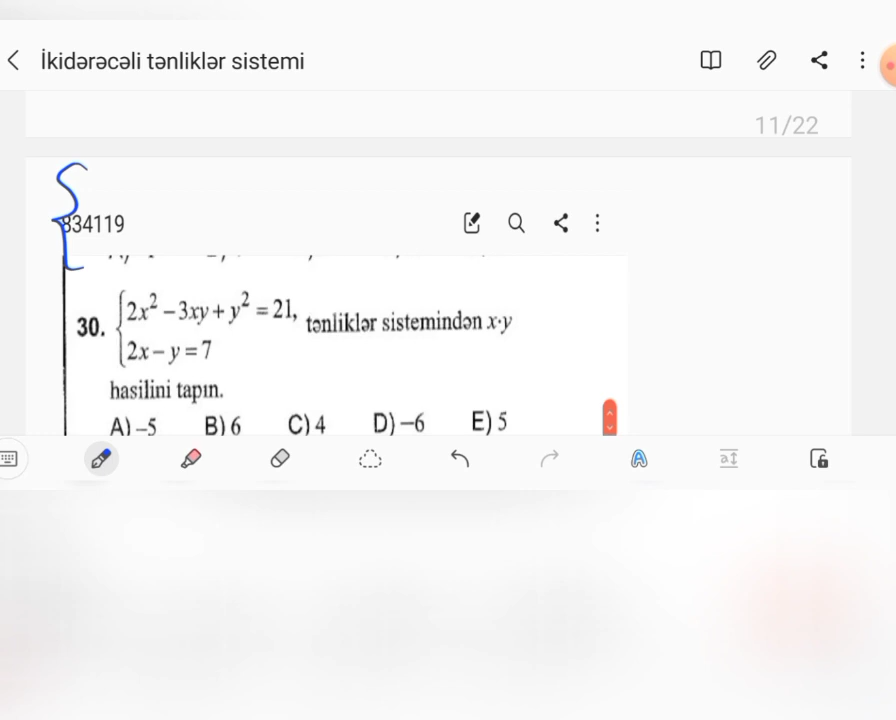 İkidərəcəli tənliklər sistemi
11/22
834119
30. {2x² – 3xy + y² = 21,
2x – y = 7
tənliklər sistemindən x·y
hasilini tapın.
A) –5 B) 6 C) 4 D) –6 E) 5